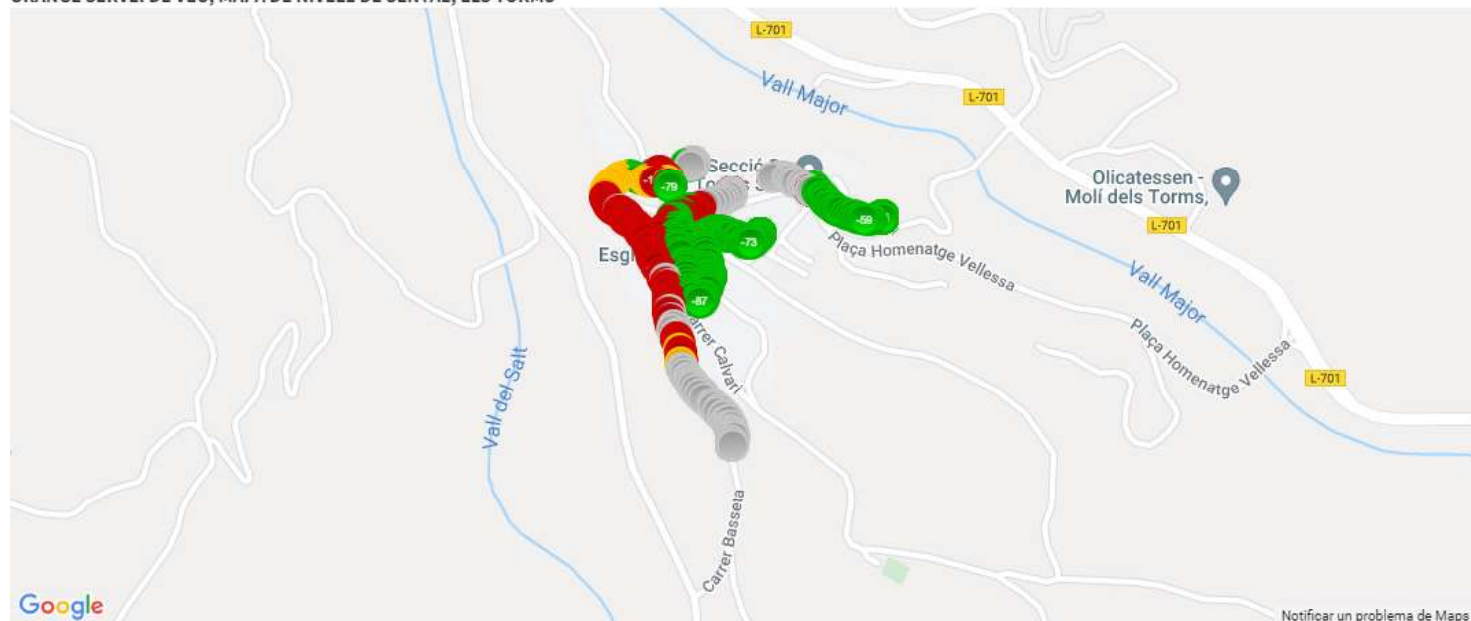 L-701
Vall Major
L-701
Secció
Olicatessen -
Molí dels Torms,
-79
L-701
-59
-73
Plaça Homenatge Vellessa
Vall Major
-87
Carrer Calvari
Plaça Homenatge Vellessa
Vall del Salt
L-701
Carrer Basseta
Google
Notificar un problema de Maps